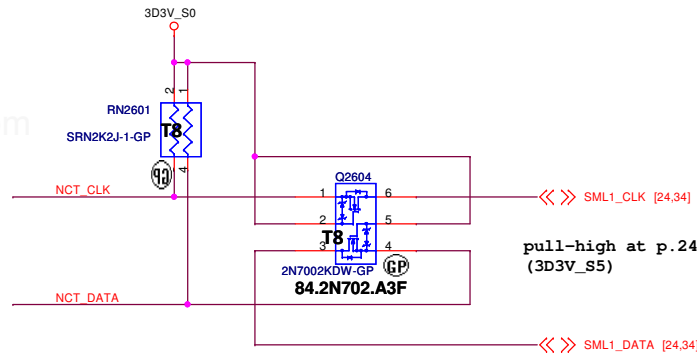 3D3V_S0
2
1
RN2601
SRN2K2J-1-GP
T8
GP
4
NCT_CLK
Q2604
1
6
SML1_CLK [24,34]
2
5
T8
3
4
pull-high at p.24
(3D3V_S5)
2N7002KDW-GP
GP
84.2N702.A3F
NCT_DATA
SML1_DATA [24,34]